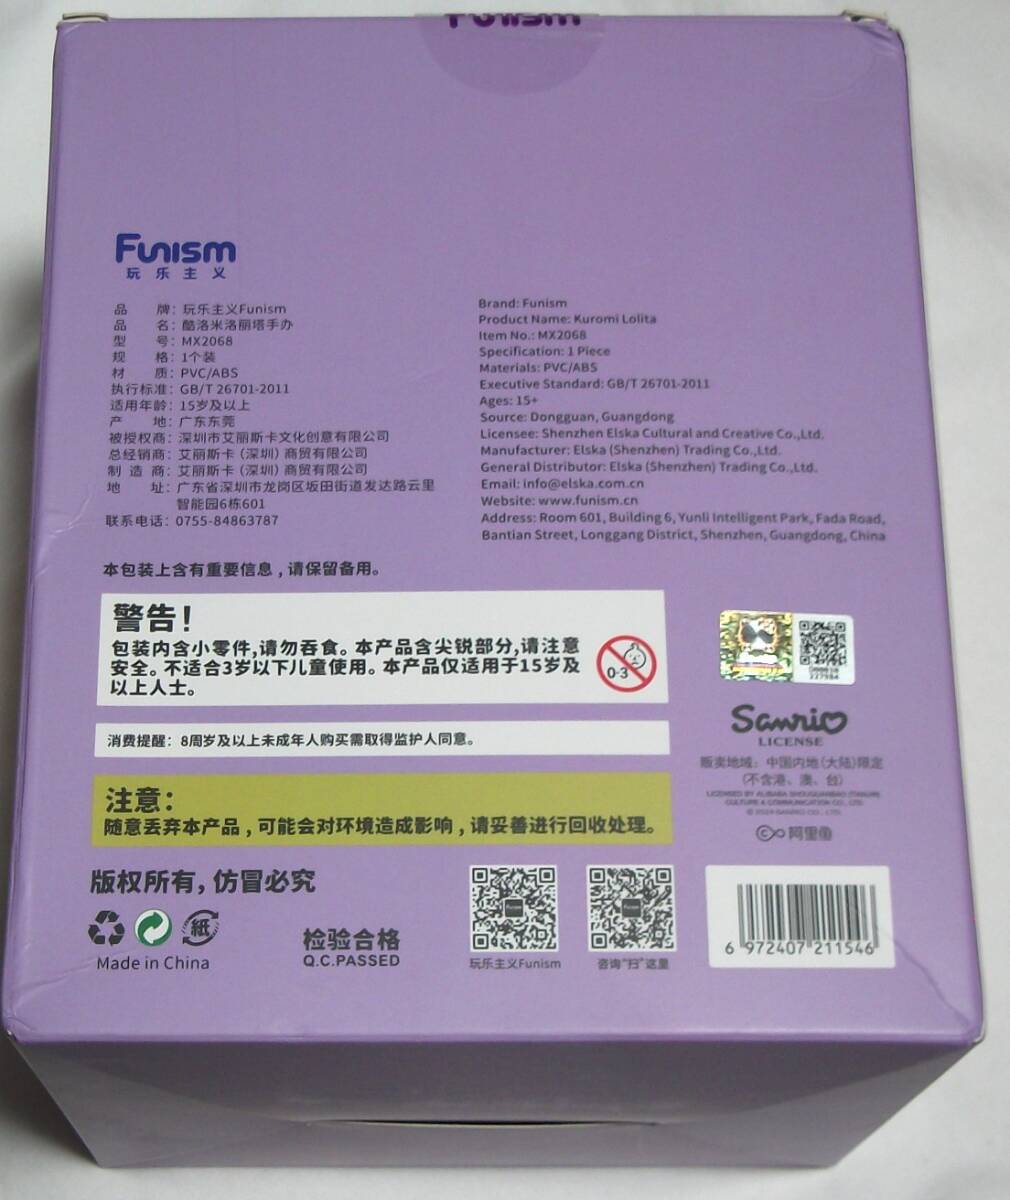 Funism
Funism
玩乐主义
品 牌：玩乐主义Funism
品 名：酷洛米洛丽塔手办
型 号：MX2068
规 格：1个装
材 质：PVC/ABS
执行标准：GB/T 26701-2011
适用年龄：15岁及以上
产 地：广东东莞
被授权商：深圳市艾丽斯卡文化创意有限公司
总经销商：艾丽斯卡（深圳）商贸有限公司
制 造 商：艾丽斯卡（深圳）商贸有限公司
地 址：广东省深圳市龙岗区坂田街道发达路云里
智能园6栋601
联系电话：0755-84863787
Brand: Funism
Product Name: Kuromi Lolita
Item No.: MX2068
Specification: 1 Piece
Materials: PVC/ABS
Executive Standard: GB/T 26701-2011
Ages: 15+
Source: Dongguan, Guangdong
Licensee: Shenzhen Elska Cultural and Creative Co.,Ltd.
Manufacturer: Elska (Shenzhen) Trading Co.,Ltd.
General Distributor: Elska (Shenzhen) Trading Co.,Ltd.
Email: info@elska.com.cn
Website: www.funism.cn
Address: Room 601, Building 6, Yunli Intelligent Park, Fada Road,
Bantian Street, Longgang District, Shenzhen, Guangdong, China
本包装上含有重要信息，请保留备用。
警告！
包装内含小零件,请勿吞食。本产品含尖锐部分,请注意
安全。不适合3岁以下儿童使用。本产品仅适用于15岁及
以上人士。
0-3
消费提醒：8周岁及以上未成年人购买需取得监护人同意。
注意：
随意丢弃本产品，可能会对环境造成影响，请妥善进行回收处理。
Sanrio
LICENSE
贩卖地域：中国内地(大陆)限定
(不含港、澳、台)
LICENSED BY ALIBABA SHOUQUANBAO (TIANJIN)
CULTURE & COMMUNICATION CO., LTD.
阿里鱼
版权所有，仿冒必究
紙
Made in China
检验合格
Q.C.PASSED
玩乐主义Funism
咨询“扫”这里
6 972407 211546